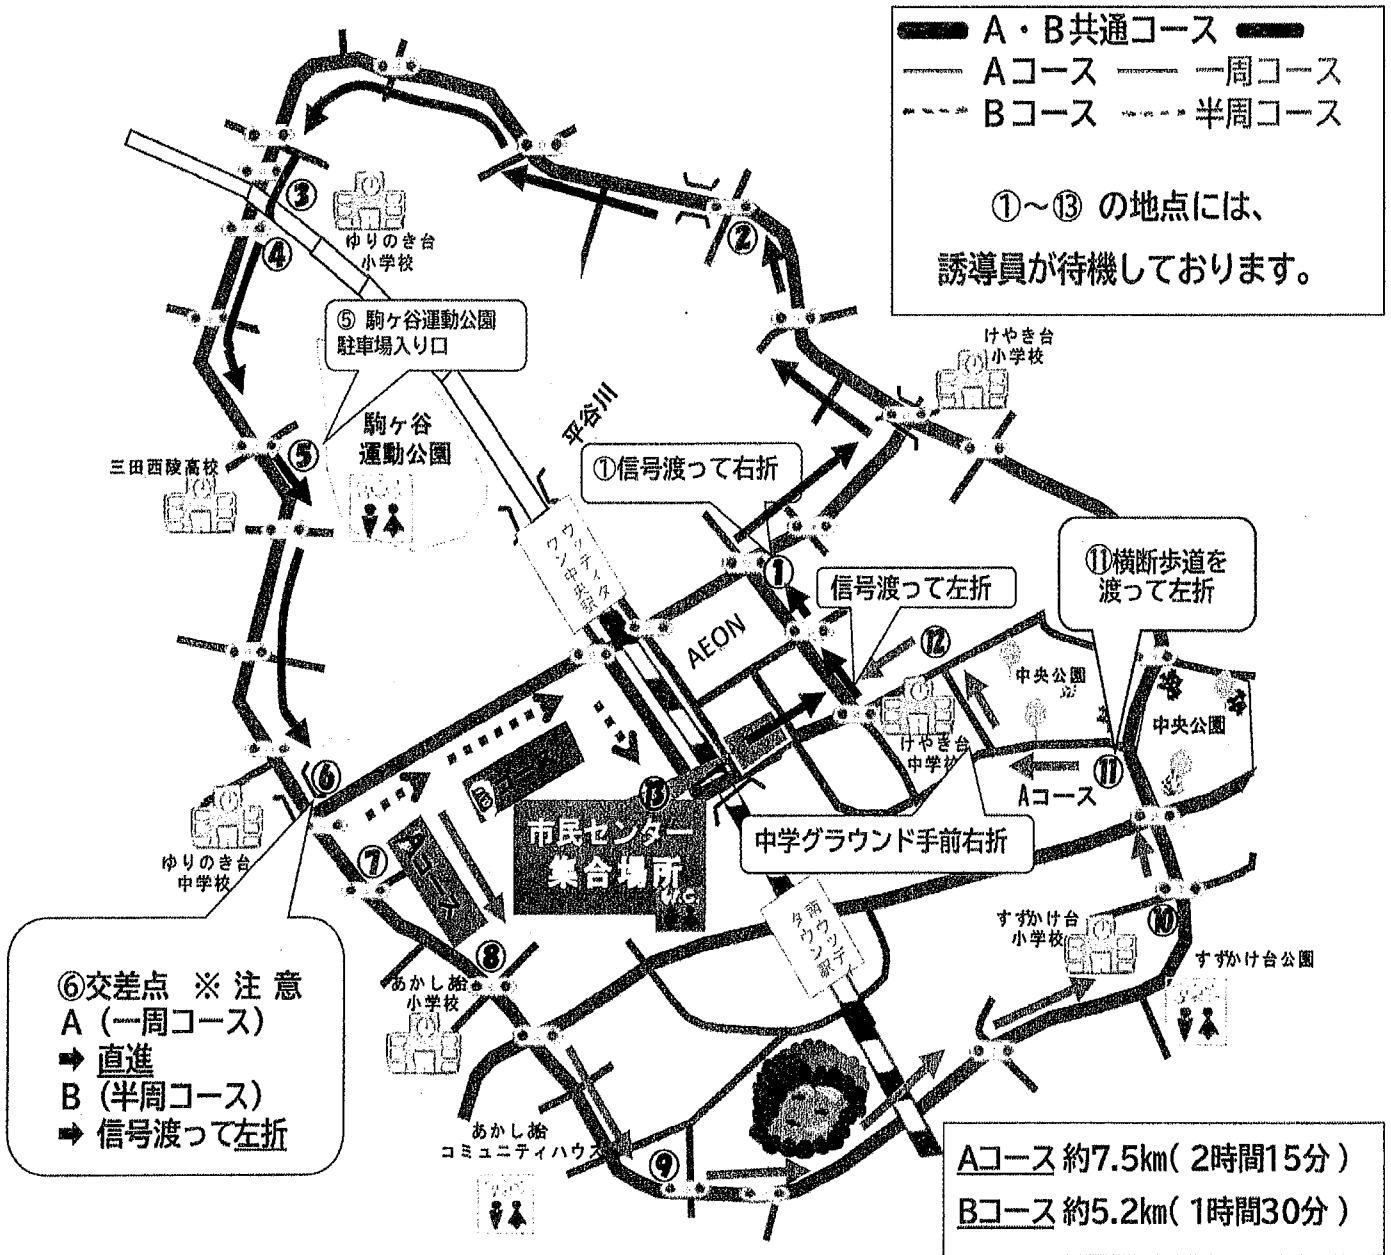 A・B共通コース
Aコース 一周コース
Bコース 半周コース
①～⑬ の地点には、
誘導員が待機しております。
③
ゆりのき台
小学校
④
②
⑤ 駒ヶ谷運動公園
駐車場入り口
けやき台
小学校
平谷川
駒ヶ谷
運動公園
⑤
三田西陵高校
①信号渡って右折
ウッディタ
ウン中央駅
①
⑪横断歩道を
渡って左折
信号渡って左折
AEON
⑫
中央公園
中央公園
けやき台
中学校
⑪
Aコース
⑥
⑬
市民センター
集合場所
W.C.
中学グラウンド手前右折
ゆりのき台
中学校
⑦
Aコース
南ウッディ
タウン駅
⑧
すずかけ台
小学校
⑩
すずかけ台公園
⑥交差点 ※ 注 意
A（一周コース）
➡ 直進
B（半周コース）
➡ 信号渡って左折
小学校
コミュニティハウス
⑨
Aコース 約7.5km( 2時間15分 )
Bコース 約5.2km( 1時間30分 )